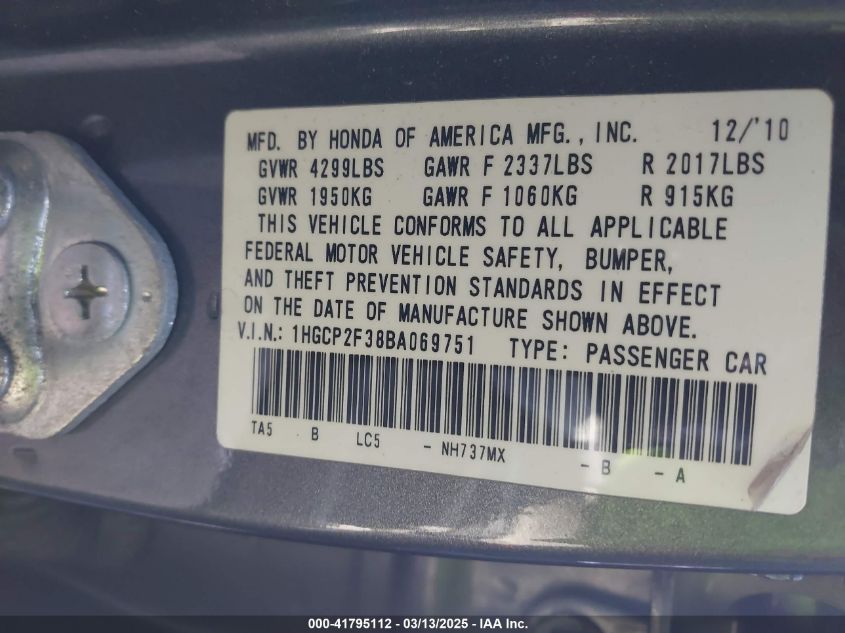 MFD. BY HONDA OF AMERICA MFG., INC. 12/'10
GVWR 4299LBS GAWR F 2337LBS R 2017LBS
GVWR 1950KG GAWR F 1060KG R 915KG
THIS VEHICLE CONFORMS TO ALL APPLICABLE
FEDERAL MOTOR VEHICLE SAFETY, BUMPER,
AND THEFT PREVENTION STANDARDS IN EFFECT
ON THE DATE OF MANUFACTURE SHOWN ABOVE.
V.I.N.: 1HGCP2F38BA069751 TYPE: PASSENGER CAR
TA5 B LC5 - NH737MX - B - A
000-41795112 - 03/13/2025 - IAA Inc.